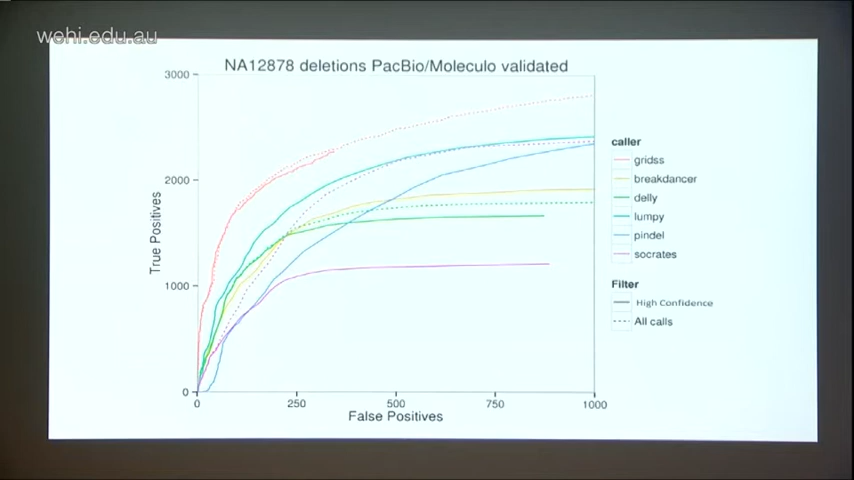 wehi.edu.au
NA12878 deletions PacBio/Moleculo validated
3000
2000
1000
0
True Positives
0
250
500
750
1000
False Positives
caller
gridss
breakdancer
delly
lumpy
pindel
socrates
Filter
High Confidence
All calls